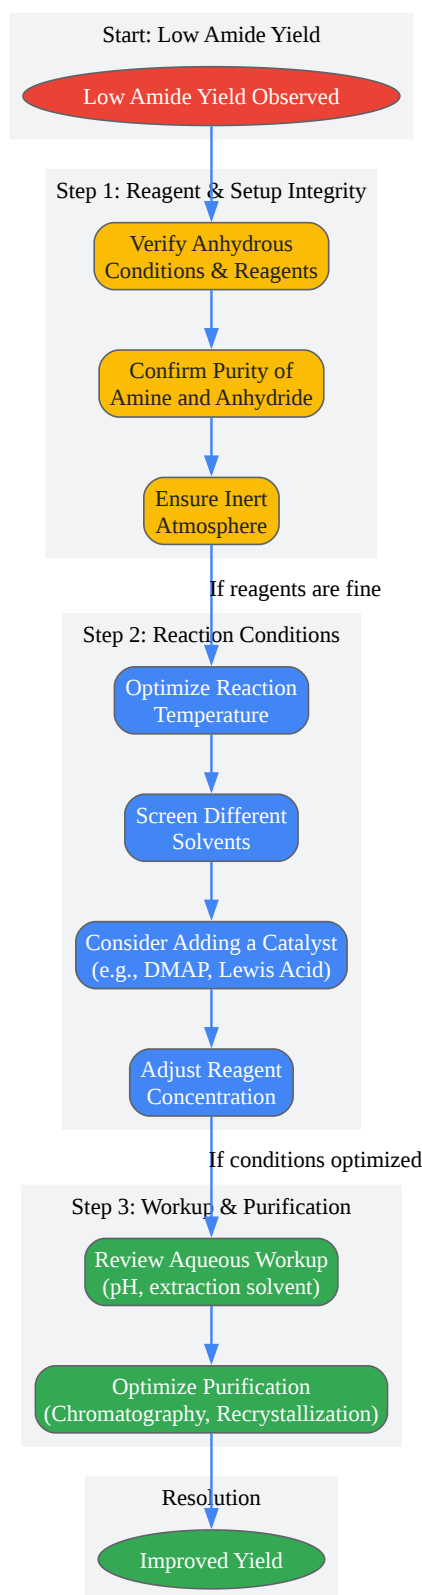 Start: Low Amide Yield
Low Amide Yield Observed
Step 1: Reagent & Setup Integrity
Verify Anhydrous
Conditions & Reagents
Confirm Purity of
Amine and Anhydride
Ensure Inert
Atmosphere
If reagents are fine
Step 2: Reaction Conditions
Optimize Reaction
Temperature
Screen Different
Solvents
Consider Adding a Catalyst
(e.g., DMAP, Lewis Acid)
Adjust Reagent
Concentration
If conditions optimized
Step 3: Workup & Purification
Review Aqueous Workup
(pH, extraction solvent)
Optimize Purification
(Chromatography, Recrystallization)
Resolution
Improved Yield